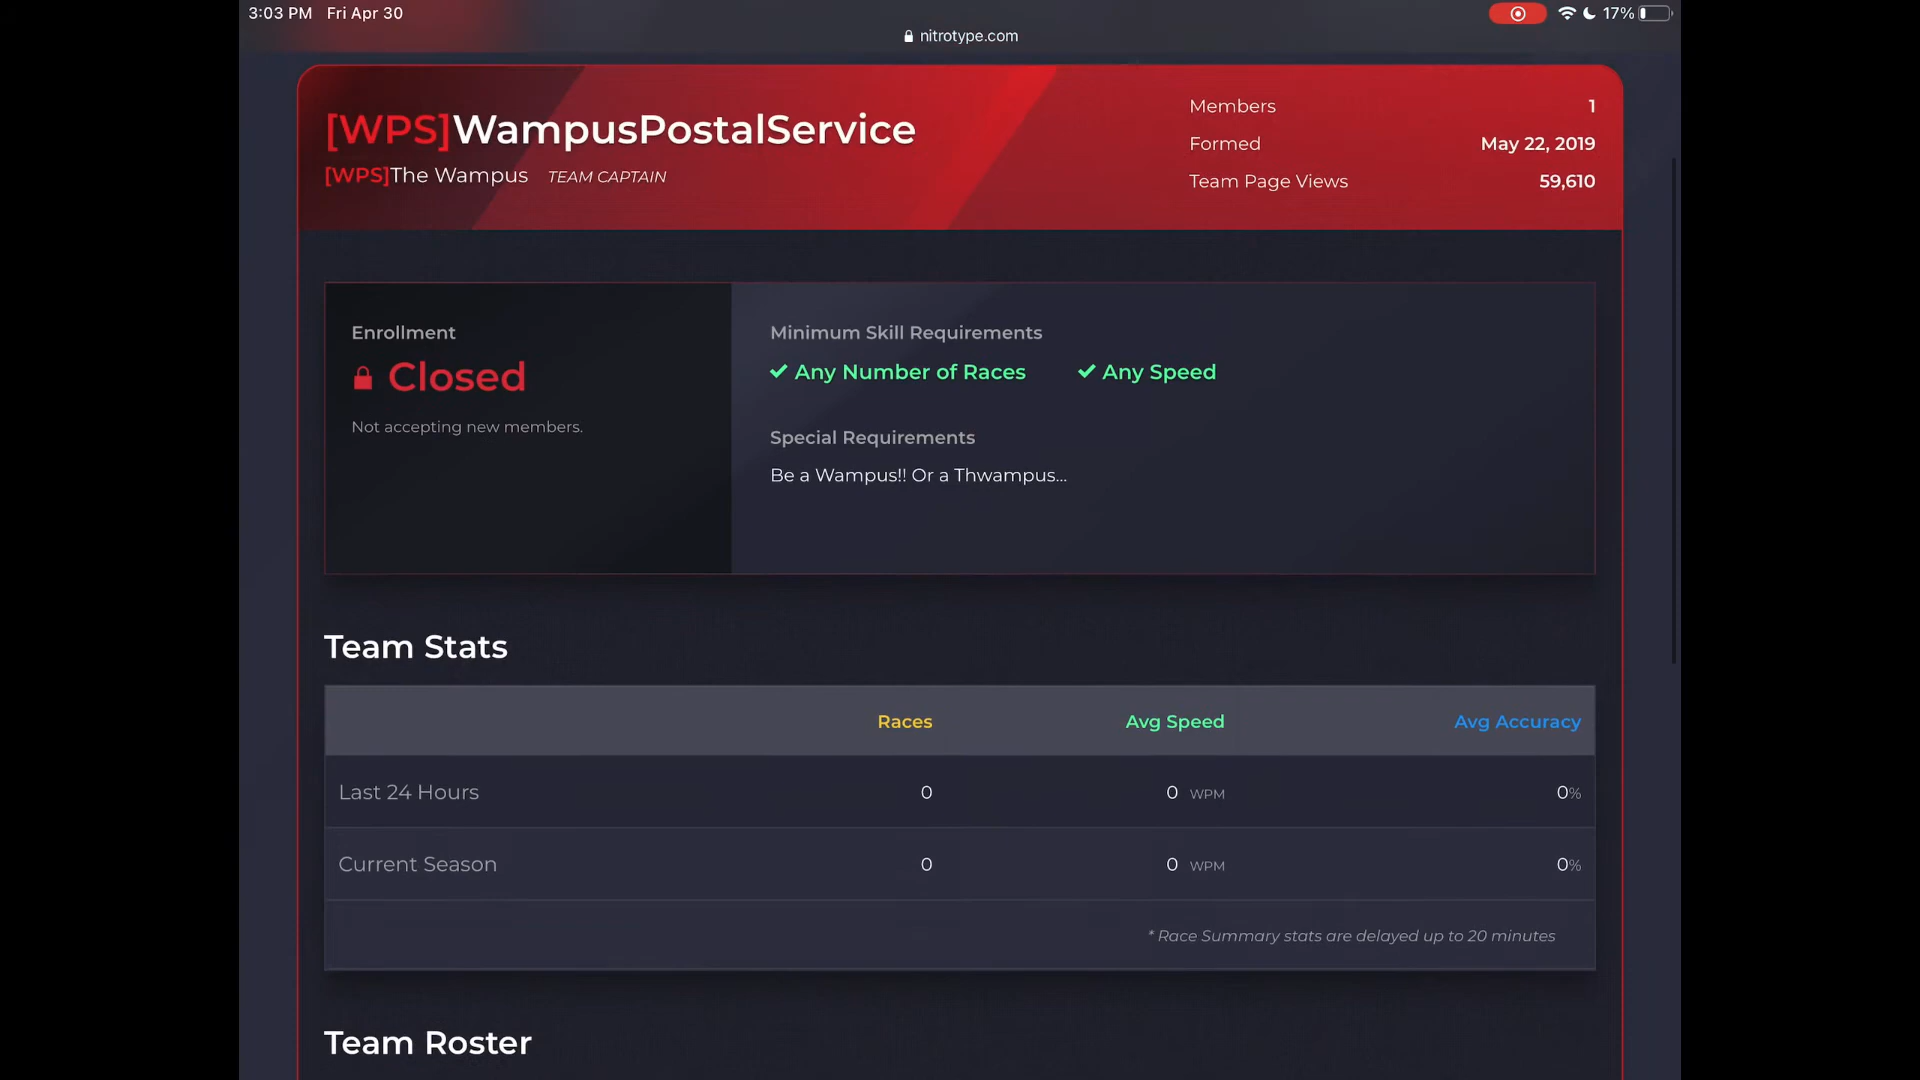 3:03 PM Fri Apr 30
17%
nitrotype.com
[WPS]WampusPostalService
[WPS]The Wampus TEAM CAPTAIN
Members 1
Formed May 22, 2019
Team Page Views 59,610
Enrollment
Closed
Not accepting new members.
Minimum Skill Requirements
Any Number of Races Any Speed
Special Requirements
Be a Wampus!! Or a Thwampus...
Team Stats
Races Avg Speed Avg Accuracy
Last 24 Hours 0 0 WPM 0%
Current Season 0 0 WPM 0%
* Race Summary stats are delayed up to 20 minutes
Team Roster